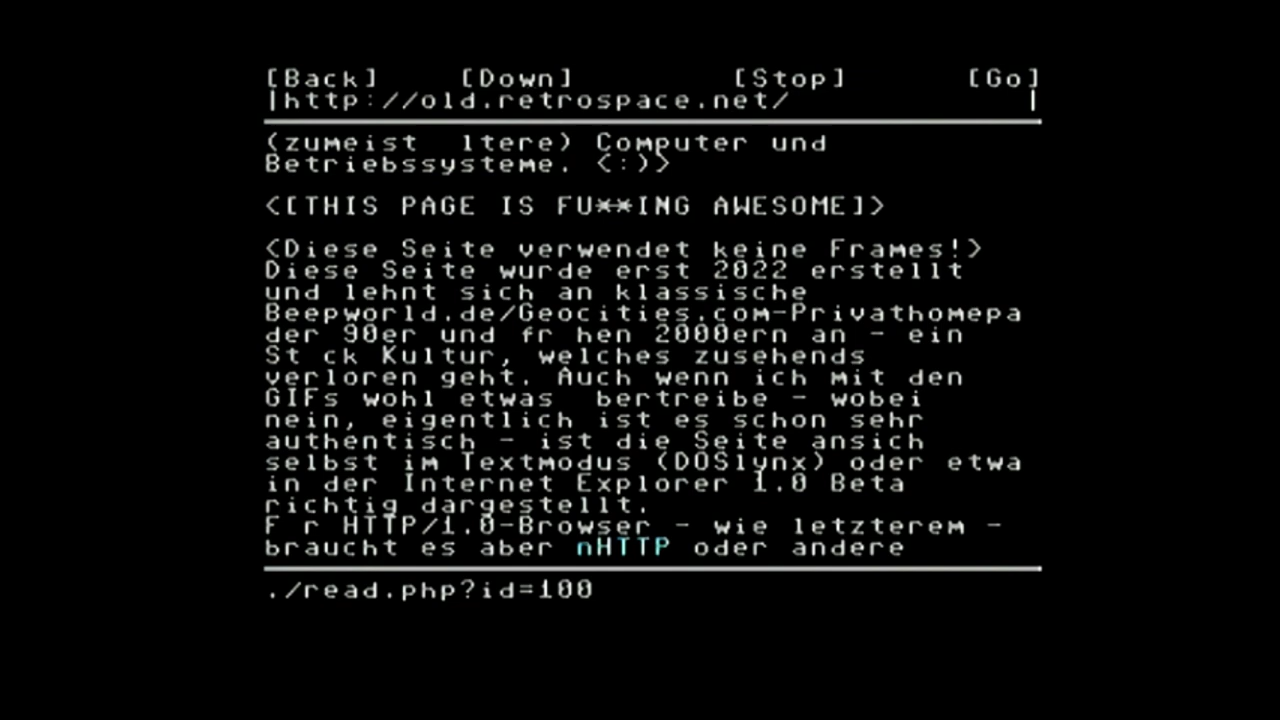 [Back] [Down] [Stop] [Go]
|http://old.retrospace.net/ |
(zumeist  ltere) Computer und
Betriebssysteme. <:)>
<[THIS PAGE IS FU**ING AWESOME]>
<Diese Seite verwendet keine Frames!>
Diese Seite wurde erst 2022 erstellt
und lehnt sich an klassische
Beepworld.de/Geocities.com-Privathomepa
der 90er und fr hen 2000ern an - ein
St ck Kultur, welches zusehends
verloren geht. Auch wenn ich mit den
GIFs wohl etwas  bertreibe - wobei
nein, eigentlich ist es schon sehr
authentisch - ist die Seite ansich
selbst im Textmodus (DOSlynx) oder etwa
in der Internet Explorer 1.0 Beta
richtig dargestellt.
F r HTTP/1.0-Browser - wie letzterem -
braucht es aber nHTTP oder andere
./read.php?id=100